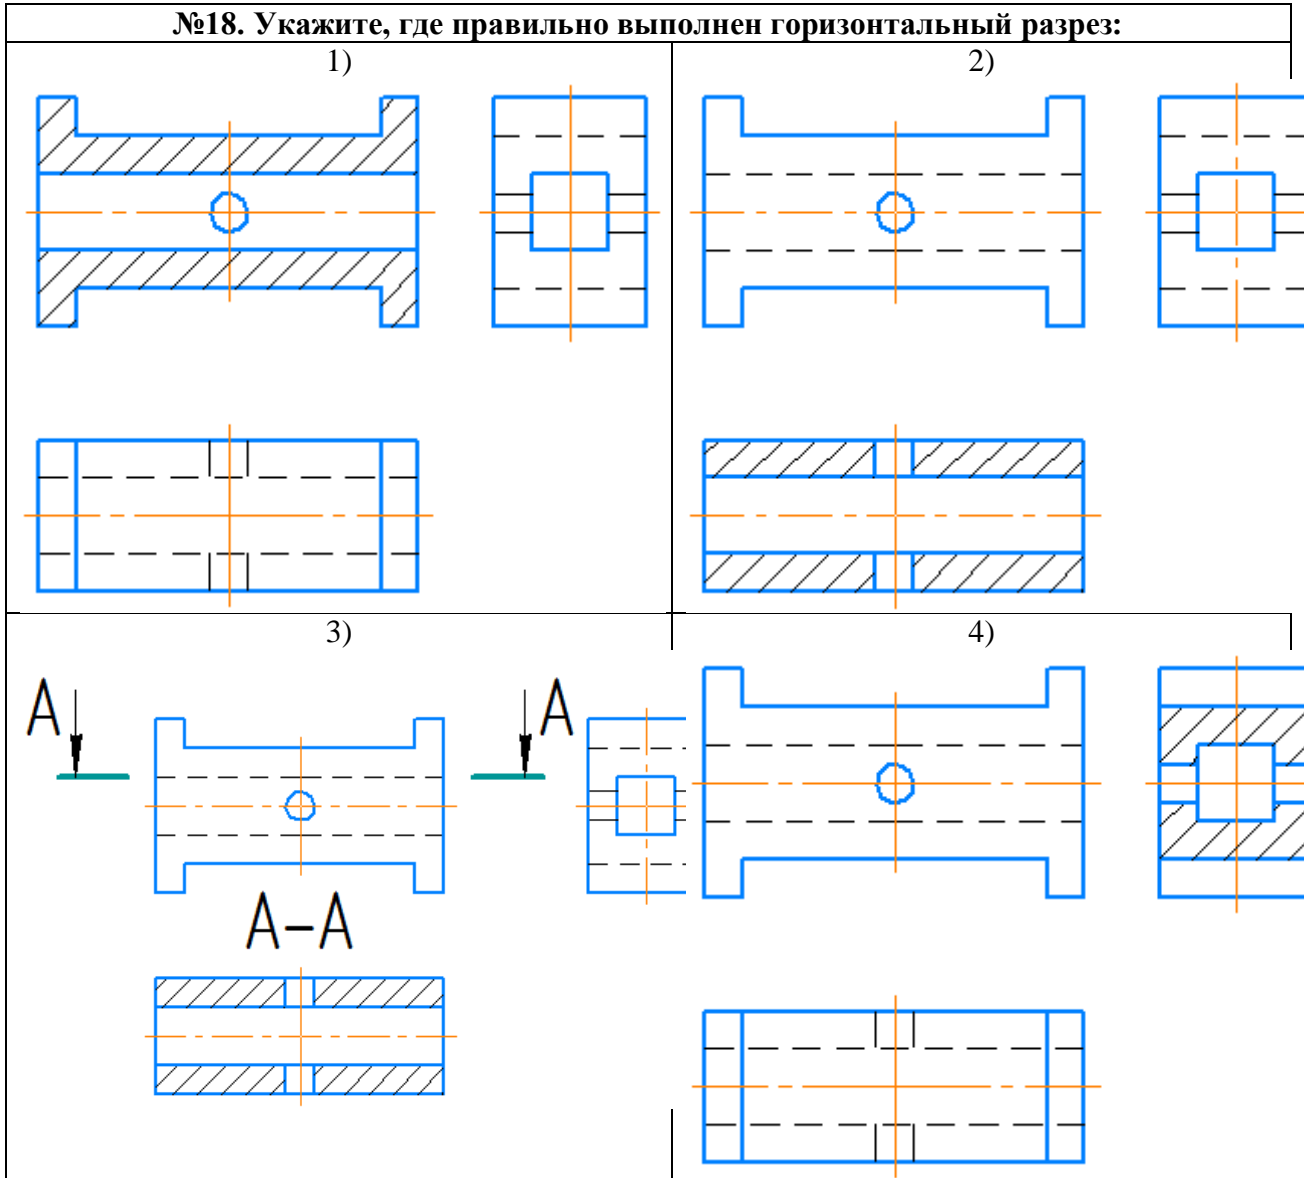 №18. Укажите, где правильно выполнен горизонтальный разрез:
1)
2)
3)
4)
А
А
А–А